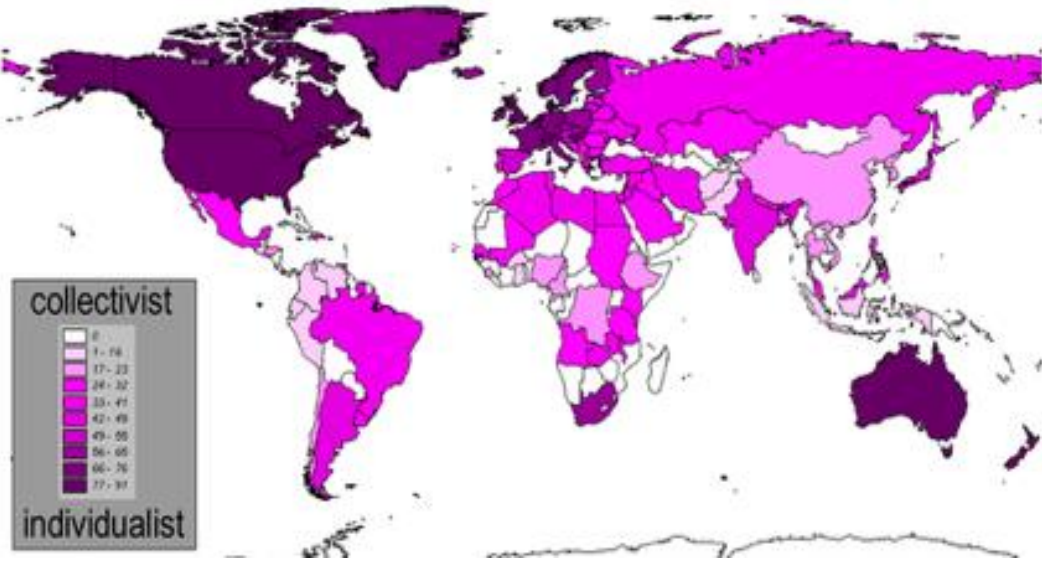 collectivist
0
1 - 16
17 - 23
24 - 32
33 - 41
42 - 48
49 - 55
56 - 65
66 - 76
77 - 91
individualist